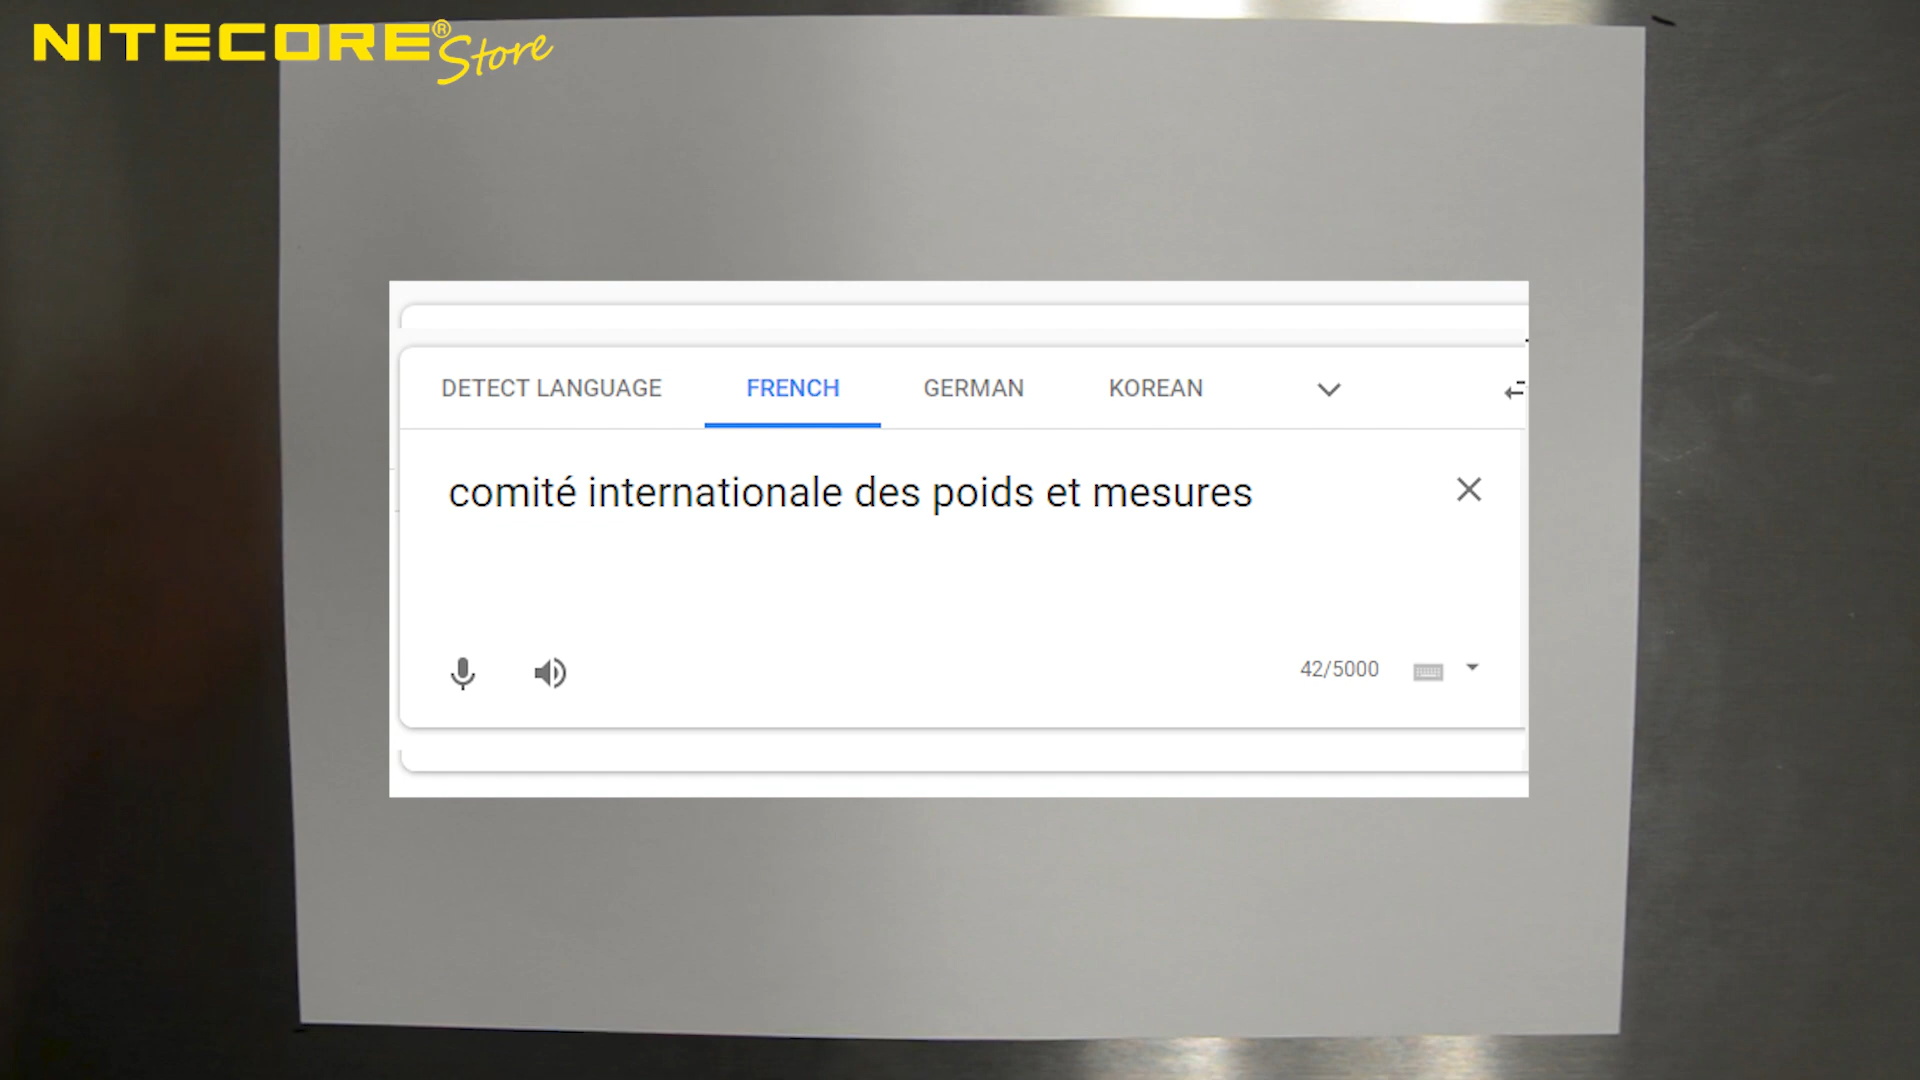 NITECORE® Store
DETECT LANGUAGE FRENCH GERMAN KOREAN
comité internationale des poids et mesures
42/5000